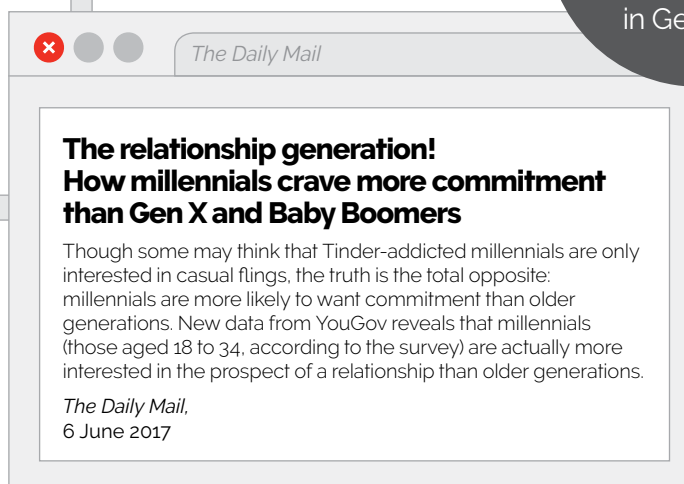 in Ge
The Daily Mail
The relationship generation!
How millennials crave more commitment
than Gen X and Baby Boomers
Though some may think that Tinder-addicted millennials are only
interested in casual flings, the truth is the total opposite:
millennials are more likely to want commitment than older
generations. New data from YouGov reveals that millennials
(those aged 18 to 34, according to the survey) are actually more
interested in the prospect of a relationship than older generations.
The Daily Mail,
6 June 2017